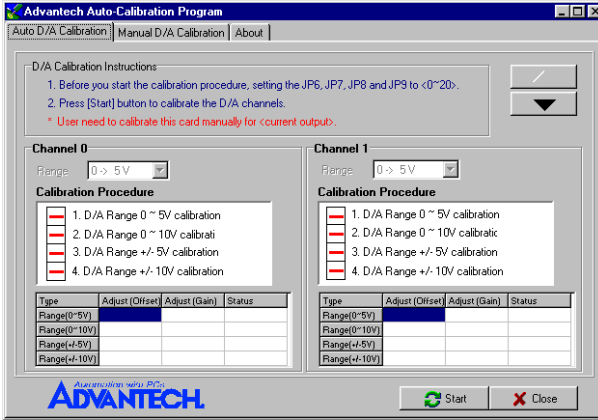 Advantech Auto-Calibration Program
Auto D/A Calibration Manual D/A Calibration About
D/A Calibration Instructions
1. Before you start the calibration procedure, setting the JP6, JP7, JP8 and JP9 to <0~20>.
2. Press [Start] button to calibrate the D/A channels.
* User need to calibrate this card manually for <current output>.
Channel 0
Range 0 -> 5 V
Calibration Procedure
1. D/A Range 0 ~ 5V calibration
2. D/A Range 0 ~ 10V calibrati
3. D/A Range +/- 5V calibration
4. D/A Range +/- 10V calibration
Type Adjust (Offset) Adjust (Gain) Status
Range(0~5V)
Range(0~10V)
Range(+/-5V)
Range(+/-10V)
Channel 1
Range 0 -> 5 V
Calibration Procedure
1. D/A Range 0 ~ 5V calibration
2. D/A Range 0 ~ 10V calibratic
3. D/A Range +/- 5V calibration
4. D/A Range +/- 10V calibration
Type Adjust (Offset) Adjust (Gain) Status
Range(0~5V)
Range(0~10V)
Range(+/-5V)
Range(+/-10V)
Automation with PCs
ADVANTECH
Start Close